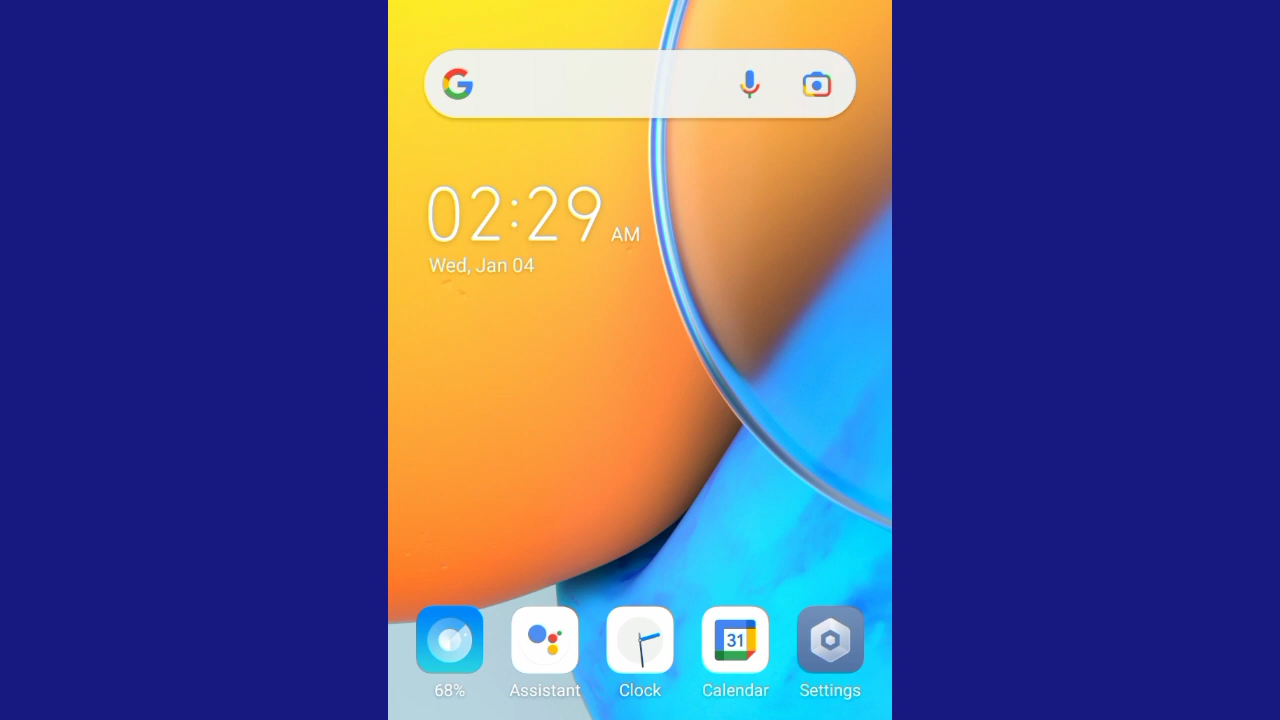 02:29 AM
Wed, Jan 04
31
68%
Assistant
Clock
Calendar
Settings